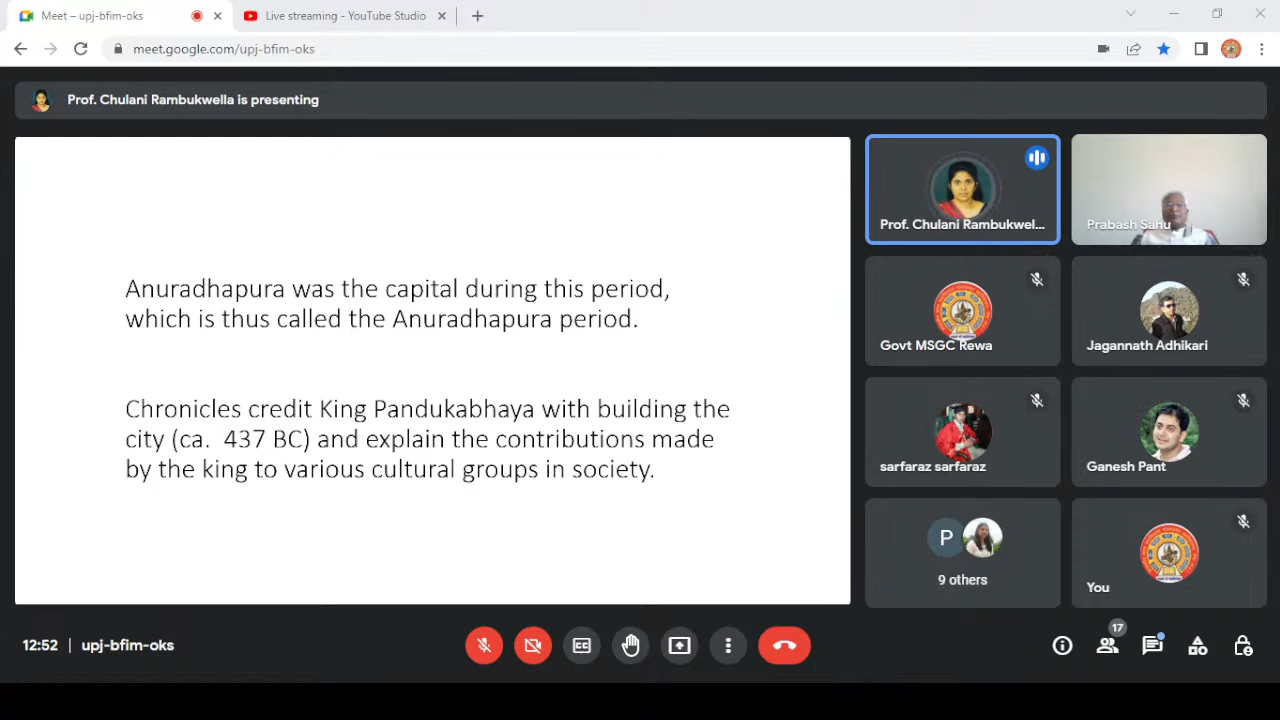 Meet – upj-bfim-oks
Live streaming - YouTube Studio
meet.google.com/upj-bfim-oks
Prof. Chulani Rambukwella is presenting
Anuradhapura was the capital during this period,
which is thus called the Anuradhapura period.
Chronicles credit King Pandukabhaya with building the
city (ca.  437 BC) and explain the contributions made
by the king to various cultural groups in society.
Prof. Chulani Rambukwel...
Prabash Sahu
Govt MSGC Rewa
Jagannath Adhikari
sarfaraz sarfaraz
Ganesh Pant
P
9 others
You
12:52 | upj-bfim-oks
CC
17